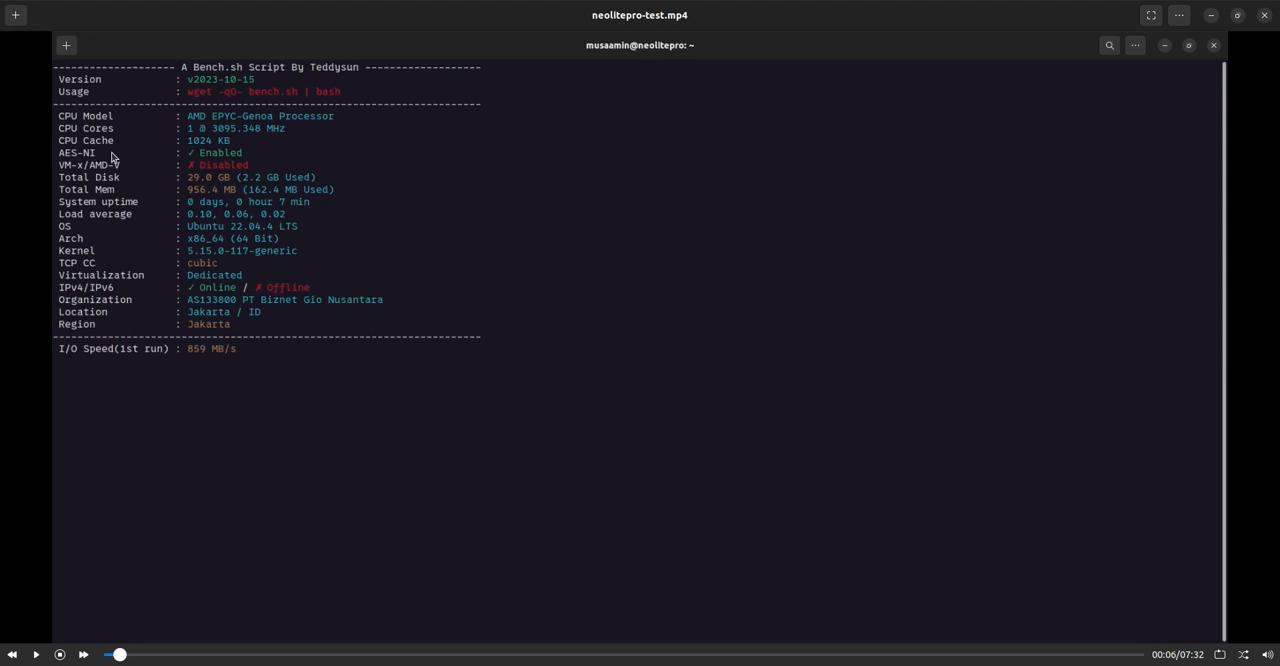 neolitepro-test.mp4
musaamin@neolitepro: ~
-------------------- A Bench.sh Script By Teddysun -------------------
Version : v2023-10-15
Usage : wget -qO- bench.sh | bash
----------------------------------------------------------------------
CPU Model : AMD EPYC-Genoa Processor
CPU Cores : 1 @ 3095.348 MHz
CPU Cache : 1024 KB
AES-NI : ✓ Enabled
VM-x/AMD-V : ✗ Disabled
Total Disk : 29.0 GB (2.2 GB Used)
Total Mem : 956.4 MB (162.4 MB Used)
System uptime : 0 days, 0 hour 7 min
Load average : 0.10, 0.06, 0.02
OS : Ubuntu 22.04.4 LTS
Arch : x86_64 (64 Bit)
Kernel : 5.15.0-117-generic
TCP CC : cubic
Virtualization : Dedicated
IPv4/IPv6 : ✓ Online / ✗ Offline
Organization : AS133800 PT Biznet Gio Nusantara
Location : Jakarta / ID
Region : Jakarta
----------------------------------------------------------------------
I/O Speed(1st run) : 859 MB/s
00:06/07:32